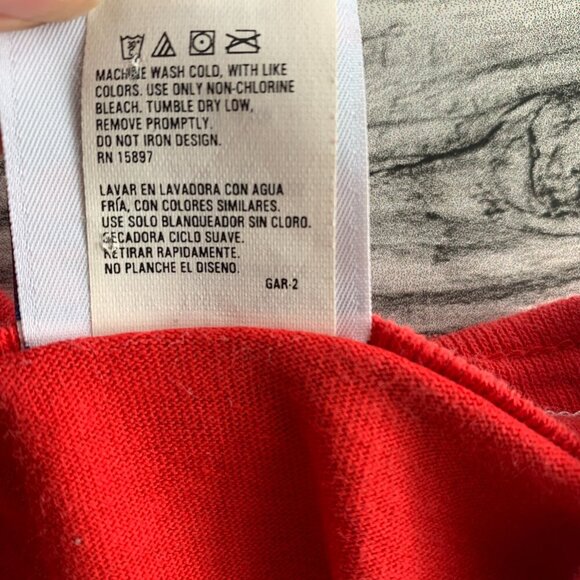 MACHINE WASH COLD, WITH LIKE
COLORS. USE ONLY NON-CHLORINE
BLEACH. TUMBLE DRY LOW,
REMOVE PROMPTLY.
DO NOT IRON DESIGN.
RN 15897
LAVAR EN LAVADORA CON AGUA
FRÍA, CON COLORES SIMILARES.
USE SOLO BLANQUEADOR SIN CLORO.
SECADORA CICLO SUAVE.
RETIRAR RAPIDAMENTE.
NO PLANCHE EL DISENO.
GAR-2